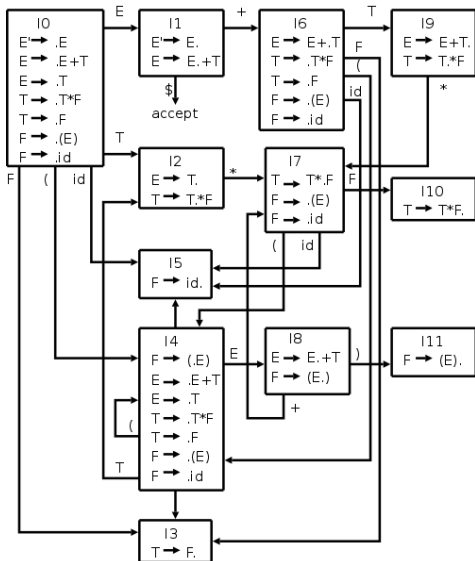 I0
E' → .E
E → .E+T
E → .T
T → .T*F
T → .F
F → .(E)
F → .id
E
I1
E' → E.
E → E.+T
$
accept
+
I6
E → E+.T
T → .T*F
T → .F
F → .(E)
F → .id
T
F
(
id
I9
E → E+T.
T → T.*F
*
T
I2
E → T.
T → T.*F
*
I7
T → T*.F
F → .(E)
F → .id
F
I10
T → T*F.
F
(
id
(
id
I5
F → id.
I4
F → (.E)
E → .E+T
E → .T
T → .T*F
T → .F
F → .(E)
F → .id
(
T
E
I8
E → E.+T
F → (E.)
+
)
I11
F → (E).
I3
T → F.